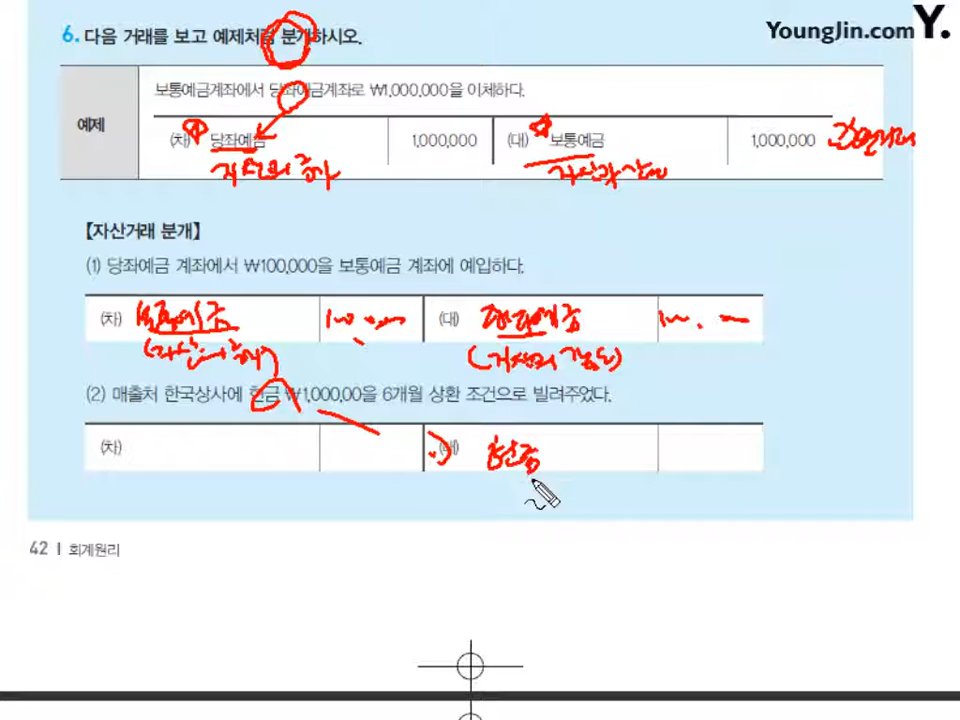 YoungJin.com Y.
6. 다음 거래를 보고 예제처럼 분개하시오.
예제
보통예금계좌에서 당좌예금계좌로 ₩1,000,000을 이체하다.
(차) 당좌예금 1,000,000 (대) 보통예금 1,000,000
자산의 증가
【자산거래 분개】
(1) 당좌예금 계좌에서 ₩100,000을 보통예금 계좌에 예입하다.
(차) 보통예금 (대) 당좌예금
(자산의 증가) (자산의 감소)
(2) 매출처 한국상사에 현금 ₩1,000,00을 6개월 상환 조건으로 빌려주었다.
(차) (대) 현금
42 | 회계원리